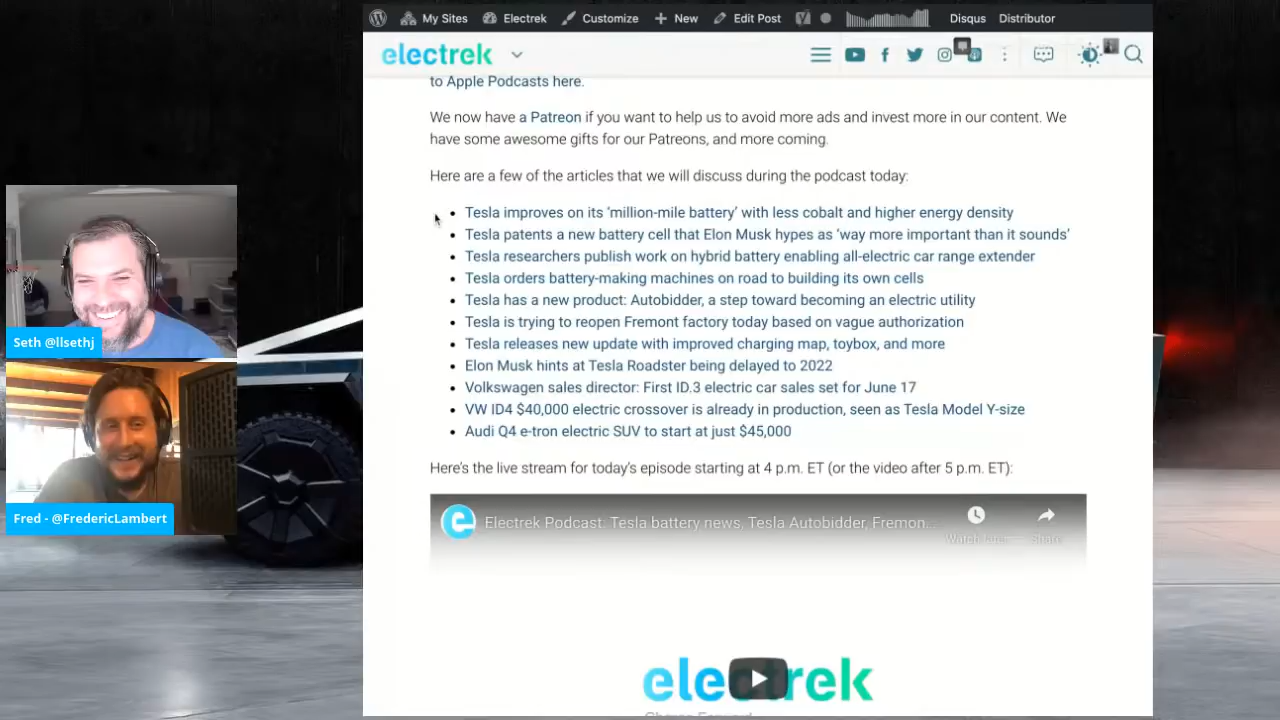 My Sites
Electrek
Customize
New
Edit Post
Disqus
Distributor
electrek
to Apple Podcasts here.
We now have a Patreon if you want to help us to avoid more ads and invest more in our content. We
have some awesome gifts for our Patreons, and more coming.
Here are a few of the articles that we will discuss during the podcast today:
Tesla improves on its ‘million-mile battery’ with less cobalt and higher energy density
Tesla patents a new battery cell that Elon Musk hypes as ‘way more important than it sounds’
Tesla researchers publish work on hybrid battery enabling all-electric car range extender
Tesla orders battery-making machines on road to building its own cells
Tesla has a new product: Autobidder, a step toward becoming an electric utility
Tesla is trying to reopen Fremont factory today based on vague authorization
Tesla releases new update with improved charging map, toybox, and more
Elon Musk hints at Tesla Roadster being delayed to 2022
Volkswagen sales director: First ID.3 electric car sales set for June 17
VW ID4 $40,000 electric crossover is already in production, seen as Tesla Model Y-size
Audi Q4 e-tron electric SUV to start at just $45,000
Here’s the live stream for today’s episode starting at 4 p.m. ET (or the video after 5 p.m. ET):
e Electrek Podcast: Tesla battery news, Tesla Autobidder, Fremon...
Watch later
Share
electrek
Seth @llsethj
Fred - @FredericLambert